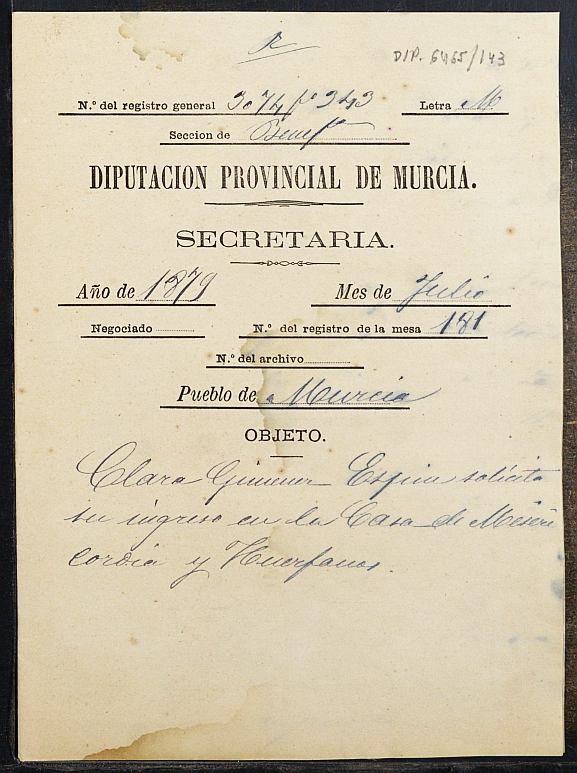 DIP. 6465/143
N.º del registro general 3074 fº 343 Letra M
Seccion de Benefª
DIPUTACION PROVINCIAL DE MURCIA.
SECRETARIA.
Año de 1879 Mes de Julio
Negociado
N.º del registro de la mesa 181
N.º del archivo
Pueblo de Murcia
OBJETO.
Clara Gimenez Espin solicita
su ingreso en la Casa de Miseri
cordia y Huerfanos.